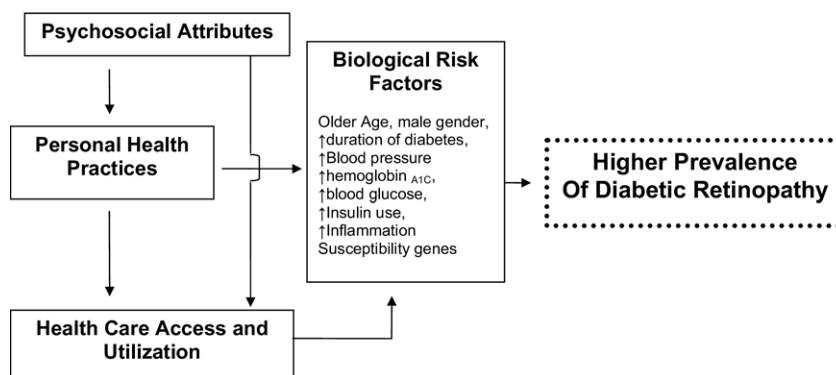 Psychosocial Attributes
Personal Health
Practices
Health Care Access and
Utilization
Biological Risk
Factors
Older Age, male gender,
↑duration of diabetes,
↑Blood pressure
↑hemoglobin A1C,
↑blood glucose,
↑Insulin use,
↑Inflammation
Susceptibility genes
Higher Prevalence
Of Diabetic Retinopathy